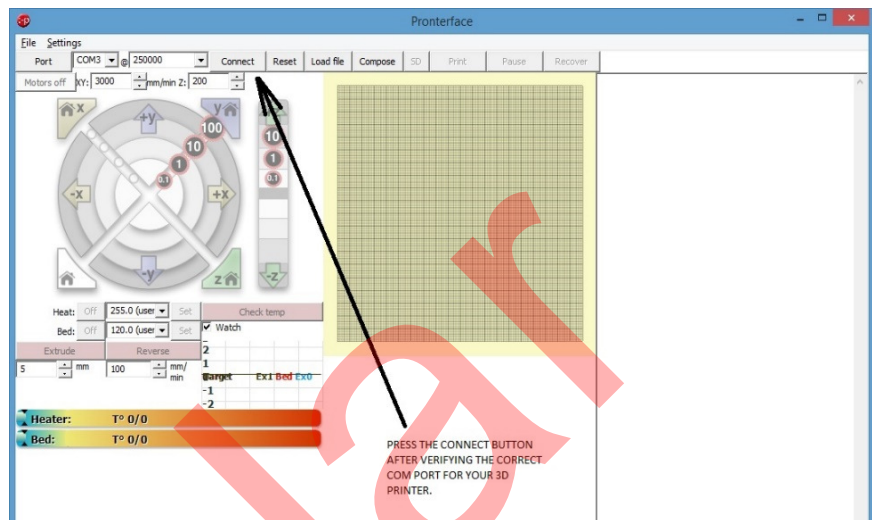 Pronterface
File Settings
Port COM3 @ 250000 Connect Reset Load file Compose SD Print Pause Recover
Motors off XY: 3000 mm/min Z: 200
X +y y 100
10 10
1 1
0.1 0.1
-X +X
-y z -Z
Heat: Off 255.0 (user Set Check temp
Bed: Off 120.0 (user Set Watch
Extrude Reverse 2
5 mm 100 mm/ min 1
Target Ex1 Bed Ex0
-1
-2
Heater: T° 0/0
Bed: T° 0/0
PRESS THE CONNECT BUTTON
AFTER VERIFYING THE CORRECT
COM PORT FOR YOUR 3D
PRINTER.